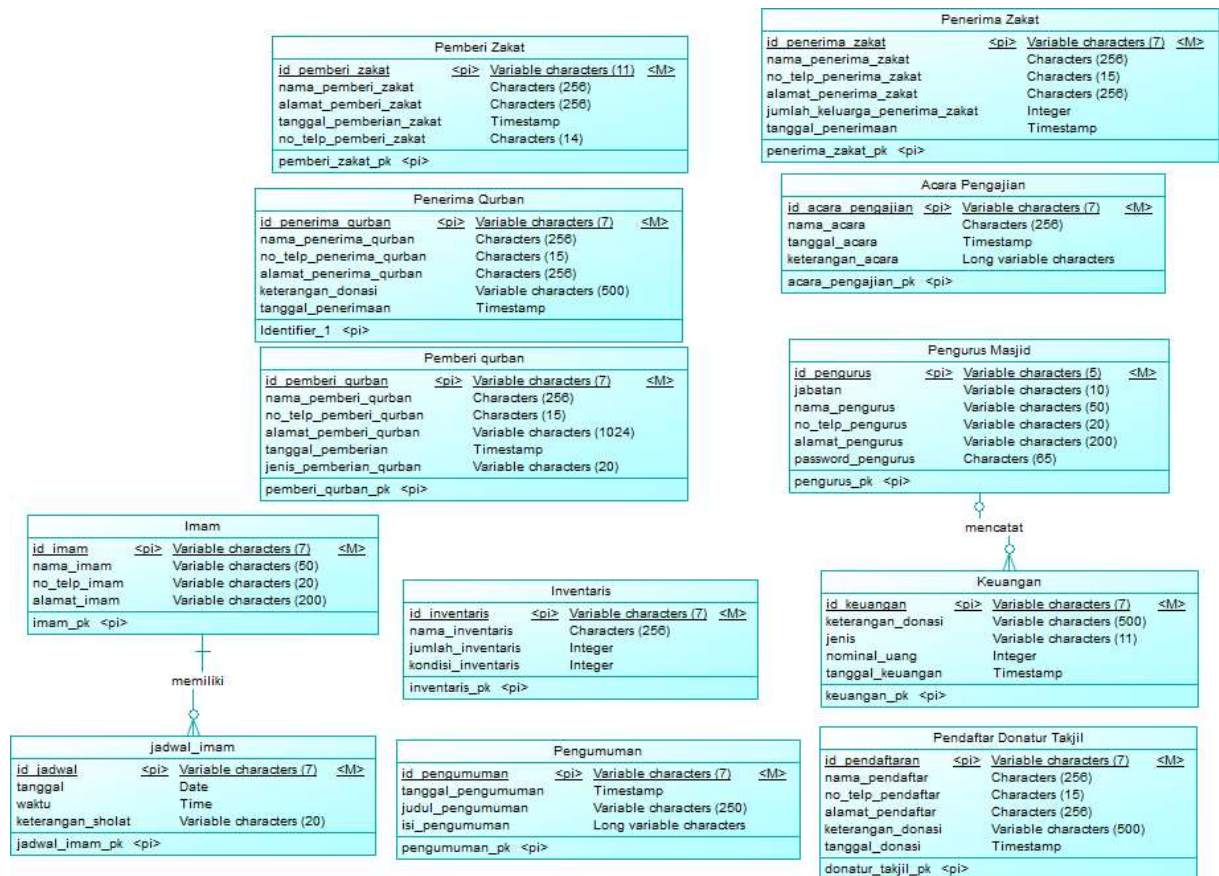 Pemberi Zakat
id_pemberi_zakat <pi> Variable characters (11) <M>
nama_pemberi_zakat Characters (256)
alamat_pemberi_zakat Characters (256)
tanggal_pemberian_zakat Timestamp
no_telp_pemberi_zakat Characters (14)
pemberi_zakat_pk <pi>
Penerima Zakat
id_penerima_zakat <pi> Variable characters (7) <M>
nama_penerima_zakat Characters (256)
no_telp_penerima_zakat Characters (15)
alamat_penerima_zakat Characters (256)
jumlah_keluarga_penerima_zakat Integer
tanggal_penerimaan Timestamp
penerima_zakat_pk <pi>
Penerima Qurban
id_penerima_qurban <pi> Variable characters (7) <M>
nama_penerima_qurban Characters (256)
no_telp_penerima_qurban Characters (15)
alamat_penerima_qurban Characters (256)
keterangan_donasi Variable characters (500)
tanggal_penerimaan Timestamp
Identifier_1 <pi>
Acara Pengajian
id_acara_pengajian <pi> Variable characters (7) <M>
nama_acara Characters (256)
tanggal_acara Timestamp
keterangan_acara Long variable characters
acara_pengajian_pk <pi>
Pemberi qurban
id_pemberi_qurban <pi> Variable characters (7) <M>
nama_pemberi_qurban Characters (256)
no_telp_pemberi_qurban Characters (15)
alamat_pemberi_qurban Variable characters (1024)
tanggal_pemberian Timestamp
jenis_pemberian_qurban Variable characters (20)
pemberi_qurban_pk <pi>
Pengurus Masjid
id_pengurus <pi> Variable characters (5) <M>
jabatan Variable characters (10)
nama_pengurus Variable characters (50)
no_telp_pengurus Variable characters (20)
alamat_pengurus Variable characters (200)
password_pengurus Characters (65)
pengurus_pk <pi>
mencatat
Imam
id_imam <pi> Variable characters (7) <M>
nama_imam Variable characters (50)
no_telp_imam Variable characters (20)
alamat_imam Variable characters (200)
imam_pk <pi>
memiliki
Inventaris
id_inventaris <pi> Variable characters (7) <M>
nama_inventaris Characters (256)
jumlah_inventaris Integer
kondisi_inventaris Integer
inventaris_pk <pi>
Keuangan
id_keuangan <pi> Variable characters (7) <M>
keterangan_donasi Variable characters (500)
jenis Variable characters (11)
nominal_uang Integer
tanggal_keuangan Timestamp
keuangan_pk <pi>
jadwal_imam
id_jadwal <pi> Variable characters (7) <M>
tanggal Date
waktu Time
keterangan_sholat Variable characters (20)
jadwal_imam_pk <pi>
Pengumuman
id_pengumuman <pi> Variable characters (7) <M>
tanggal_pengumuman Timestamp
judul_pengumuman Variable characters (250)
isi_pengumuman Long variable characters
pengumuman_pk <pi>
Pendaftar Donatur Takjil
id_pendaftaran <pi> Variable characters (7) <M>
nama_pendaftar Characters (256)
no_telp_pendaftar Characters (15)
alamat_pendaftar Characters (256)
keterangan_donasi Variable characters (500)
tanggal_donasi Timestamp
donatur_takjil_pk <pi>